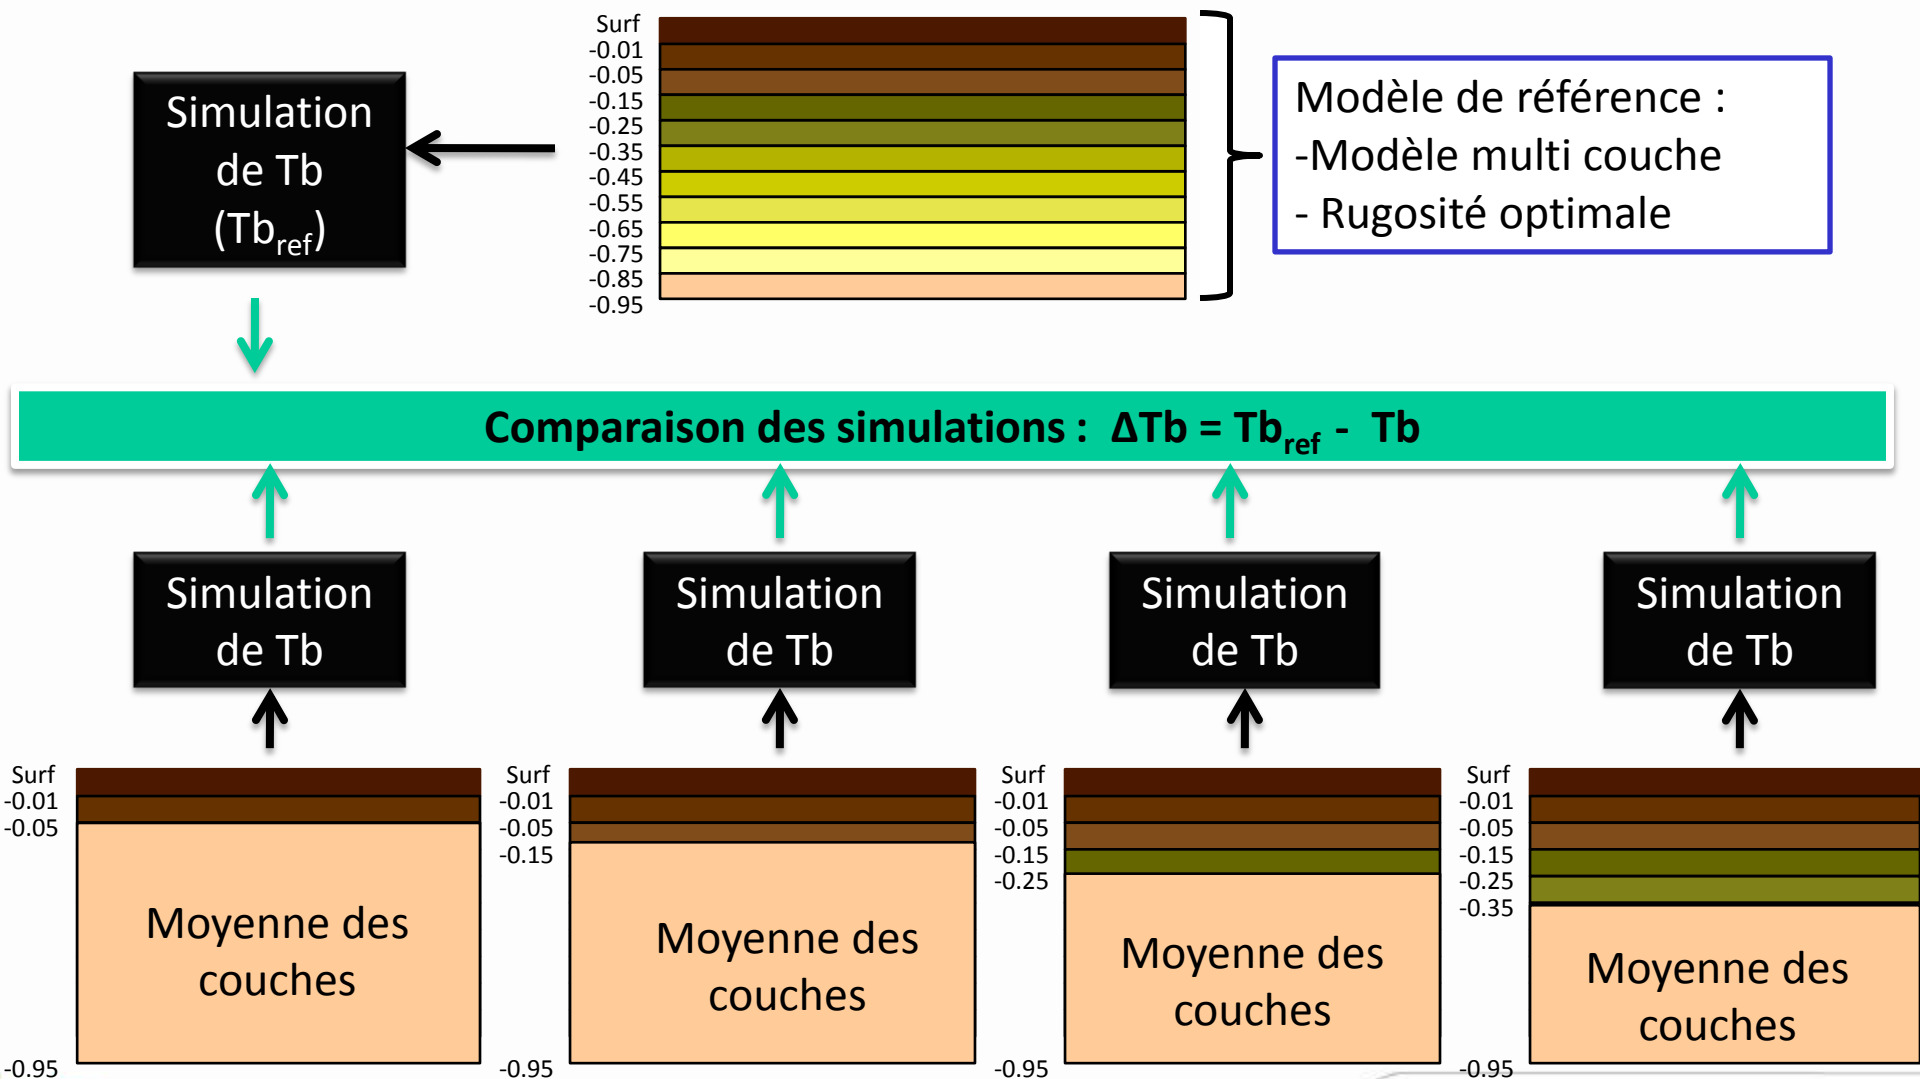 Surf
-0.01
-0.05
-0.15
-0.25
-0.35
-0.45
-0.55
-0.65
-0.75
-0.85
-0.95
Simulation
de Tb
(Tbref)
Modèle de référence :
-Modèle multi couche
- Rugosité optimale
Comparaison des simulations : ΔTb = Tbref - Tb
Simulation
de Tb
Simulation
de Tb
Simulation
de Tb
Simulation
de Tb
Surf
-0.01
-0.05
Moyenne des
couches
-0.95
Surf
-0.01
-0.05
-0.15
Moyenne des
couches
-0.95
Surf
-0.01
-0.05
-0.15
-0.25
Moyenne des
couches
-0.95
Surf
-0.01
-0.05
-0.15
-0.25
-0.35
Moyenne des
couches
-0.95